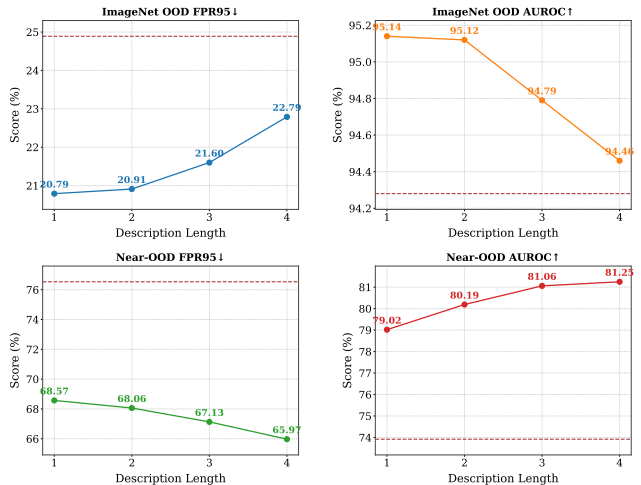 ImageNet OOD FPR95↓
25
24
23
22
21
Score (%)
20.79
20.91
21.60
22.79
1 2 3 4
Description Length
ImageNet OOD AUROC↑
95.2
95.0
94.8
94.6
94.4
94.2
Score (%)
95.14
95.12
94.79
94.46
1 2 3 4
Description Length
Near-OOD FPR95↓
76
74
72
70
68
66
Score (%)
68.57
68.06
67.13
65.97
1 2 3 4
Description Length
Near-OOD AUROC↑
81
80
79
78
77
76
75
74
Score (%)
79.02
80.19
81.06
81.25
1 2 3 4
Description Length